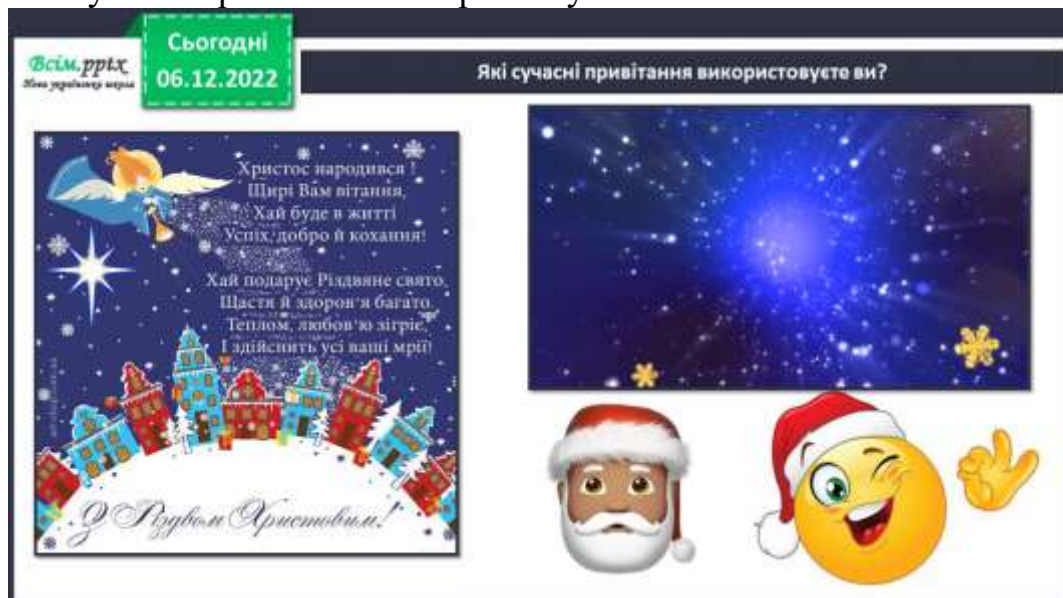 Всім.pptx
Нова українська школа
Сьогодні
06.12.2022
Які сучасні привітання використовуєте ви?
Христос народився !
Щирі Вам вітання,
Хай буде в житті
Успіх, добро й кохання!
Хай подарує Різдвяне свято,
Щастя й здоров'я багато.
Теплом, любов'ю зігріє,
І здійснить усі ваші мрії!
З Різдвом Христовим!